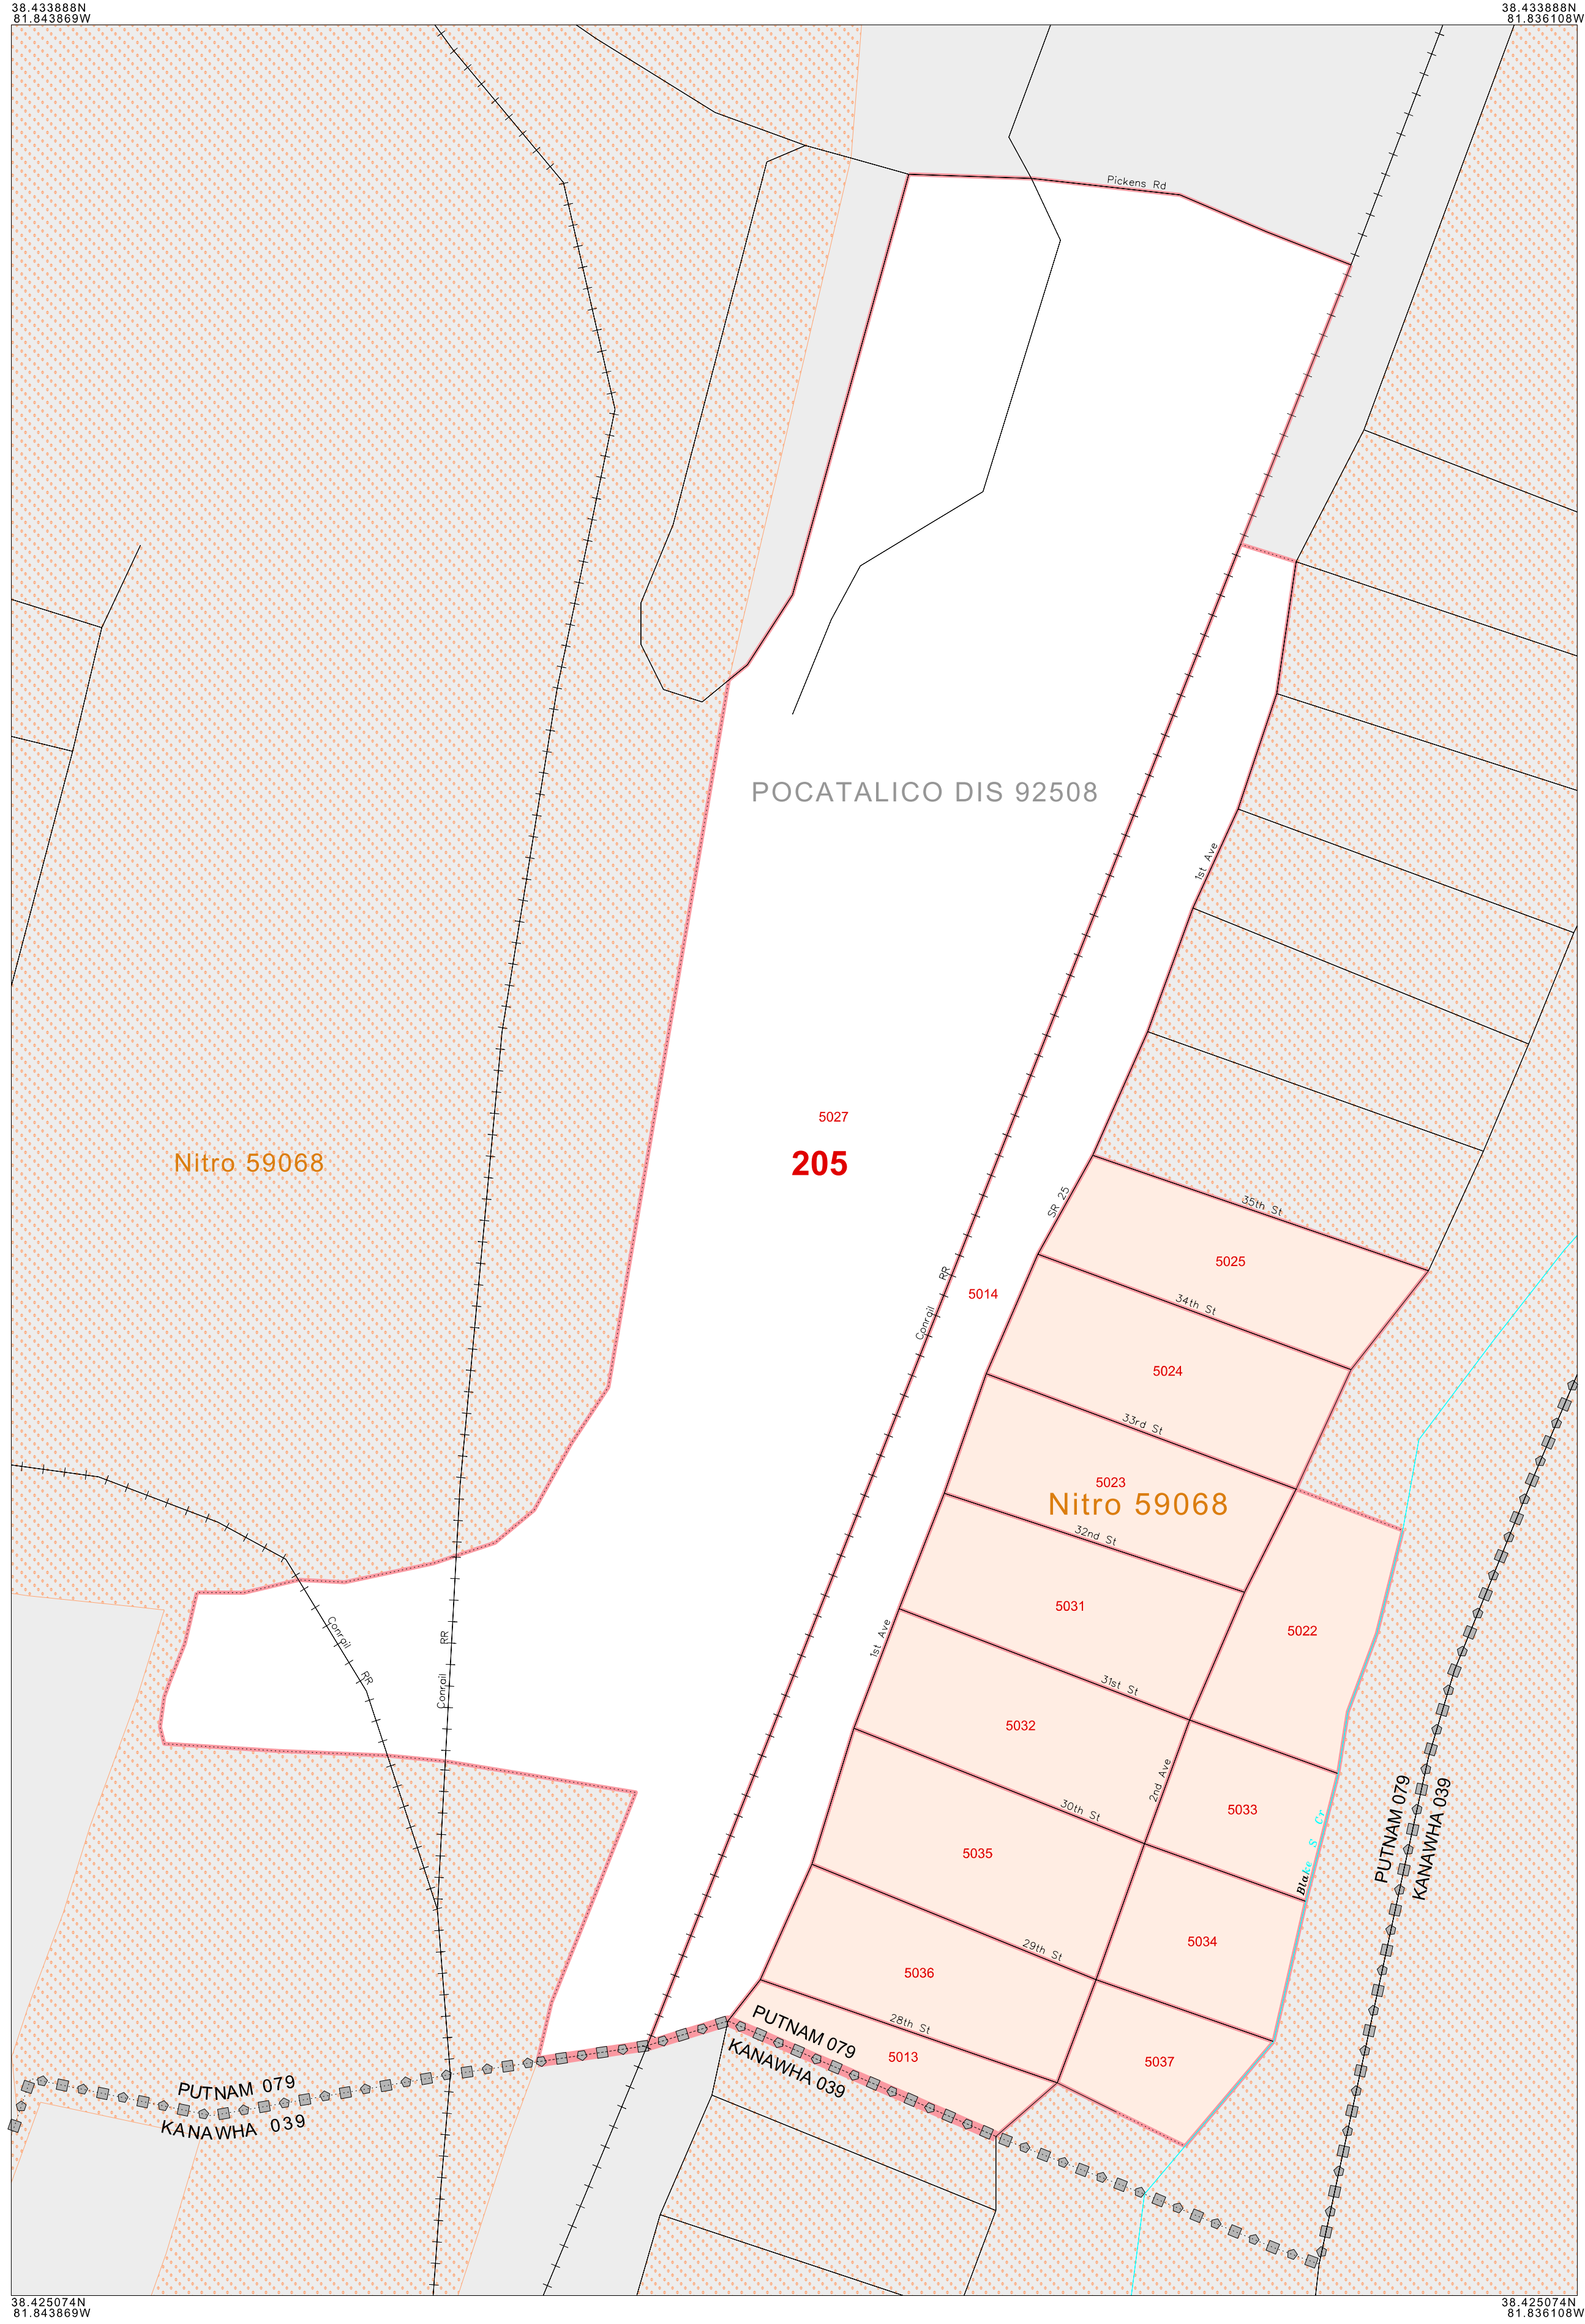 38.433888N
81.843869W
38.433888N
81.836108W
Pickens Rd
POCATALICO DIS 92508
1st Ave
5027
205
Nitro 59068
SR 25
35th St
5025
Conrail RR
5014
34th St
5024
33rd St
5023
Nitro 59068
32nd St
5031
5022
1st Ave
Conrail RR
Conrail RR
31st St
5032
2nd Ave
30th St
5033
5035
Blake S Cr
PUTNAM 079
KANAWHA 039
29th St
5034
5036
28th St
5013
5037
PUTNAM 079
KANAWHA 039
PUTNAM 079
KANAWHA 039
38.425074N
81.843869W
38.425074N
81.836108W